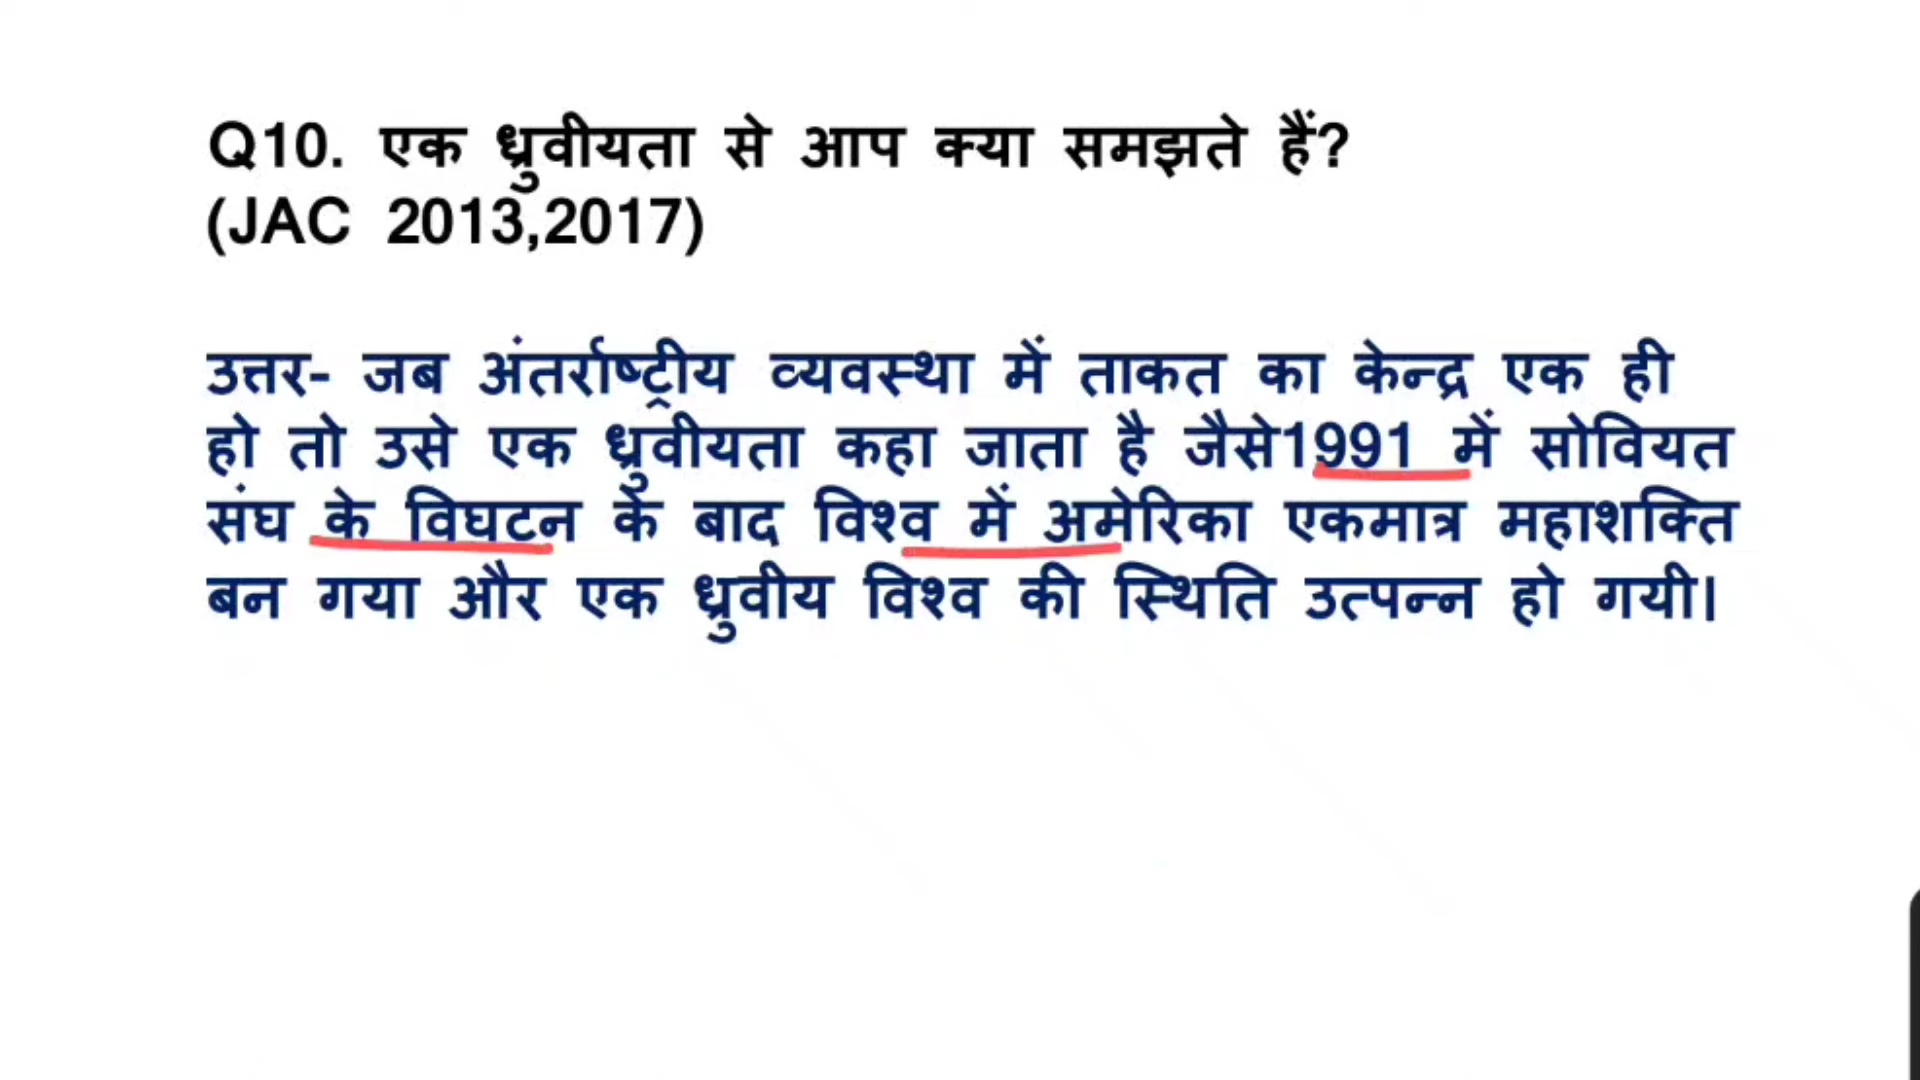 Q10. एक ध्रुवीयता से आप क्या समझते हैं?
(JAC 2013,2017)
उत्तर- जब अंतर्राष्ट्रीय व्यवस्था में ताकत का केन्द्र एक ही
हो तो उसे एक ध्रुवीयता कहा जाता है जैसे1991 में सोवियत
संघ के विघटन के बाद विश्व में अमेरिका एकमात्र महाशक्ति
बन गया और एक ध्रुवीय विश्व की स्थिति उत्पन्न हो गयी।